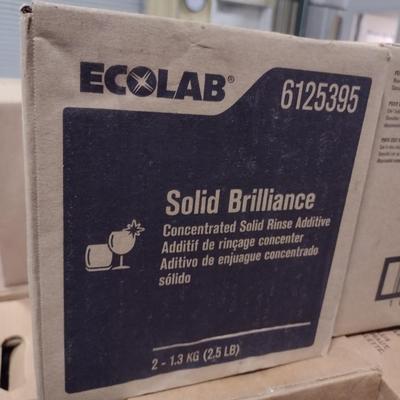 ECOLAB®
6125395
Solid Brilliance
Concentrated Solid Rinse Additive
Additif de rinçage concenter
Aditivo de enjuague concentrado
sólido
2 - 1.3 KG (2.5 LB)